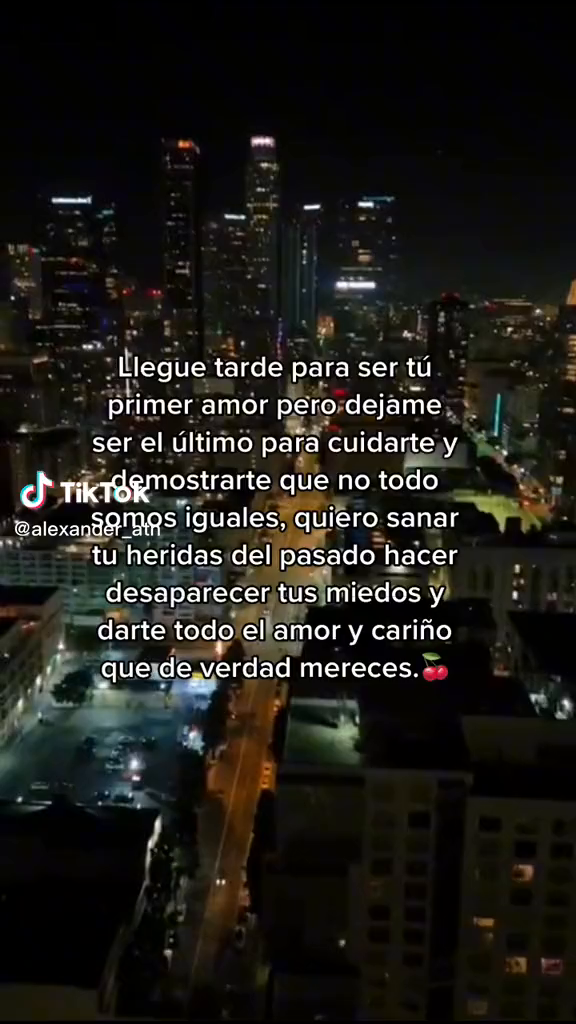 Llegue tarde para ser tú
primer amor pero dejame
ser el último para cuidarte y
demostrarte que no todo
somos iguales, quiero sanar
tu heridas del pasado hacer
desaparecer tus miedos y
darte todo el amor y cariño
que de verdad mereces.🍒
TikTok
@alexander_atn